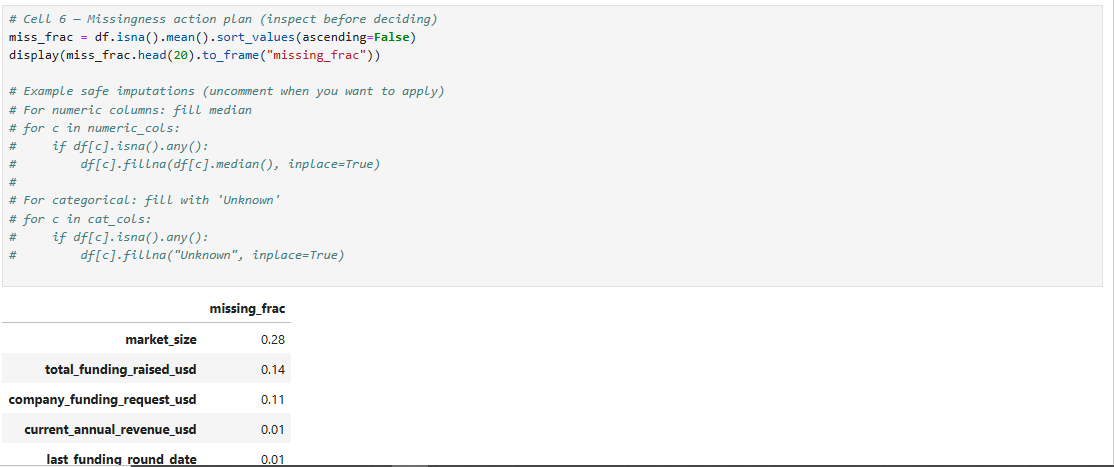 # Cell 6 — Missingness action plan (inspect before deciding)
miss_frac = df.isna().mean().sort_values(ascending=False)
display(miss_frac.head(20).to_frame("missing_frac"))
# Example safe imputations (uncomment when you want to apply)
# For numeric columns: fill median
# for c in numeric_cols:
#     if df[c].isna().any():
#         df[c].fillna(df[c].median(), inplace=True)
#
# For categorical: fill with 'Unknown'
# for c in cat_cols:
#     if df[c].isna().any():
#         df[c].fillna("Unknown", inplace=True)
missing_frac
market_size 0.28
total_funding_raised_usd 0.14
company_funding_request_usd 0.11
current_annual_revenue_usd 0.01
last_funding_round_date 0.01